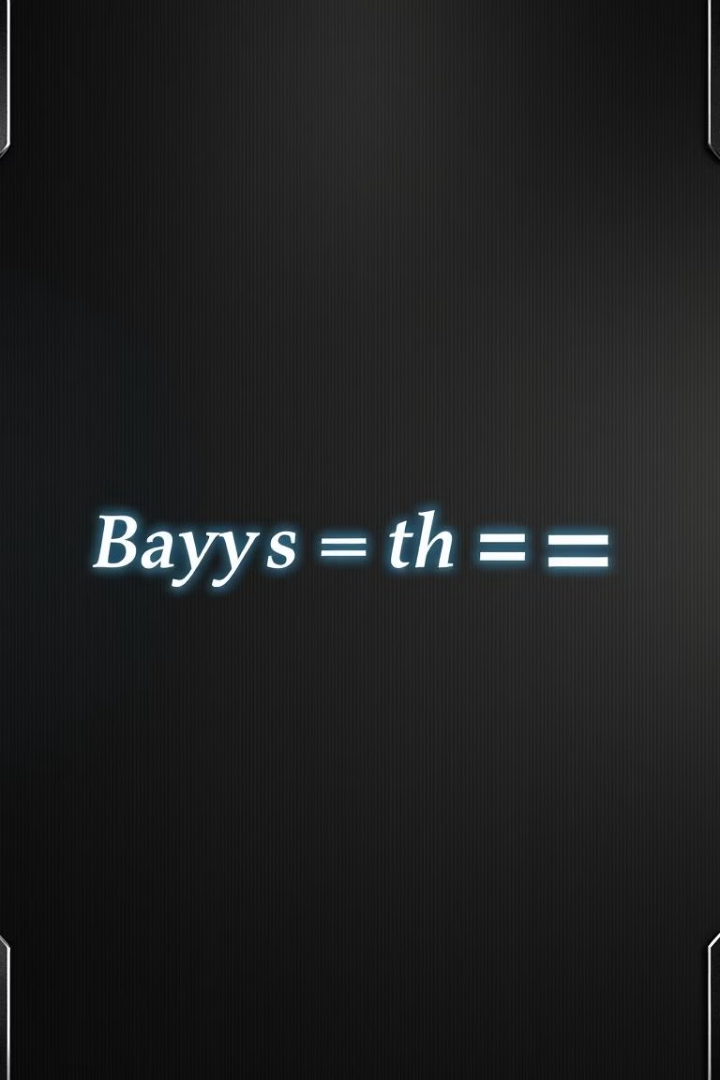 Bayys = th = =